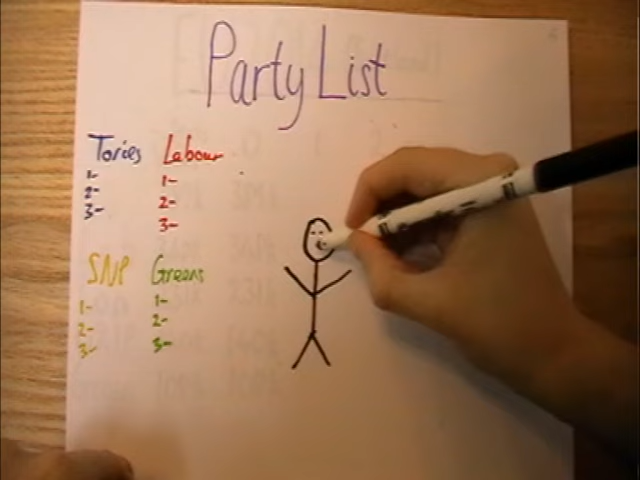 Party List
Tories
1-
2-
3-
Labour
1-
2-
3-
SNP
1-
2-
3-
Greens
1-
2-
3-